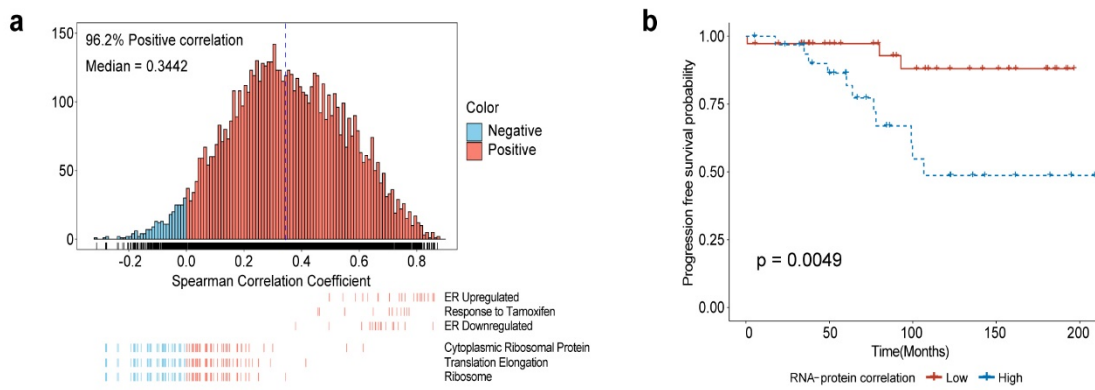 a
96.2% Positive correlation
Median = 0.3442
150
100
50
0
Color
Negative
Positive
-0.2
0.0
0.2
0.4
0.6
0.8
Spearman Correlation Coefficient
ER Upregulated
Response to Tamoxifen
ER Downregulated
Cytoplasmic Ribosomal Protein
Translation Elongation
Ribosome
b
Progression free survival probability
1.00
0.75
0.50
0.25
0.00
p = 0.0049
0
50
100
150
200
Time(Months)
RNA-protein correlation Low High